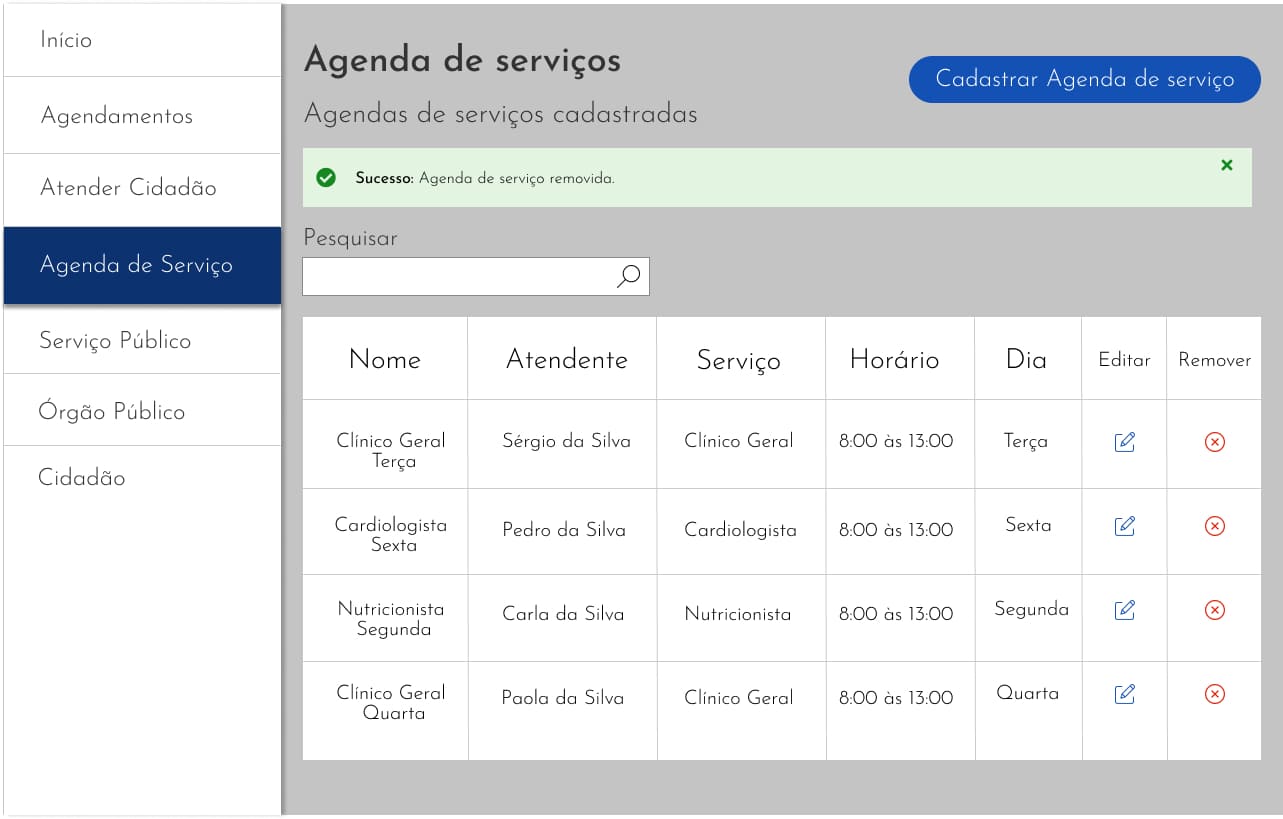 Início
Agendamentos
Atender Cidadão
Agenda de Serviço
Serviço Público
Órgão Público
Cidadão
Agenda de serviços
Cadastrar Agenda de serviço
Agendas de serviços cadastradas
Sucesso: Agenda de serviço removida.
Pesquisar
Nome Atendente Serviço Horário Dia Editar Remover
Clínico Geral
Terça
Sérgio da Silva Clínico Geral 8:00 às 13:00 Terça
Cardiologista
Sexta
Pedro da Silva Cardiologista 8:00 às 13:00 Sexta
Nutricionista
Segunda
Carla da Silva Nutricionista 8:00 às 13:00 Segunda
Clínico Geral
Quarta
Paola da Silva Clínico Geral 8:00 às 13:00 Quarta